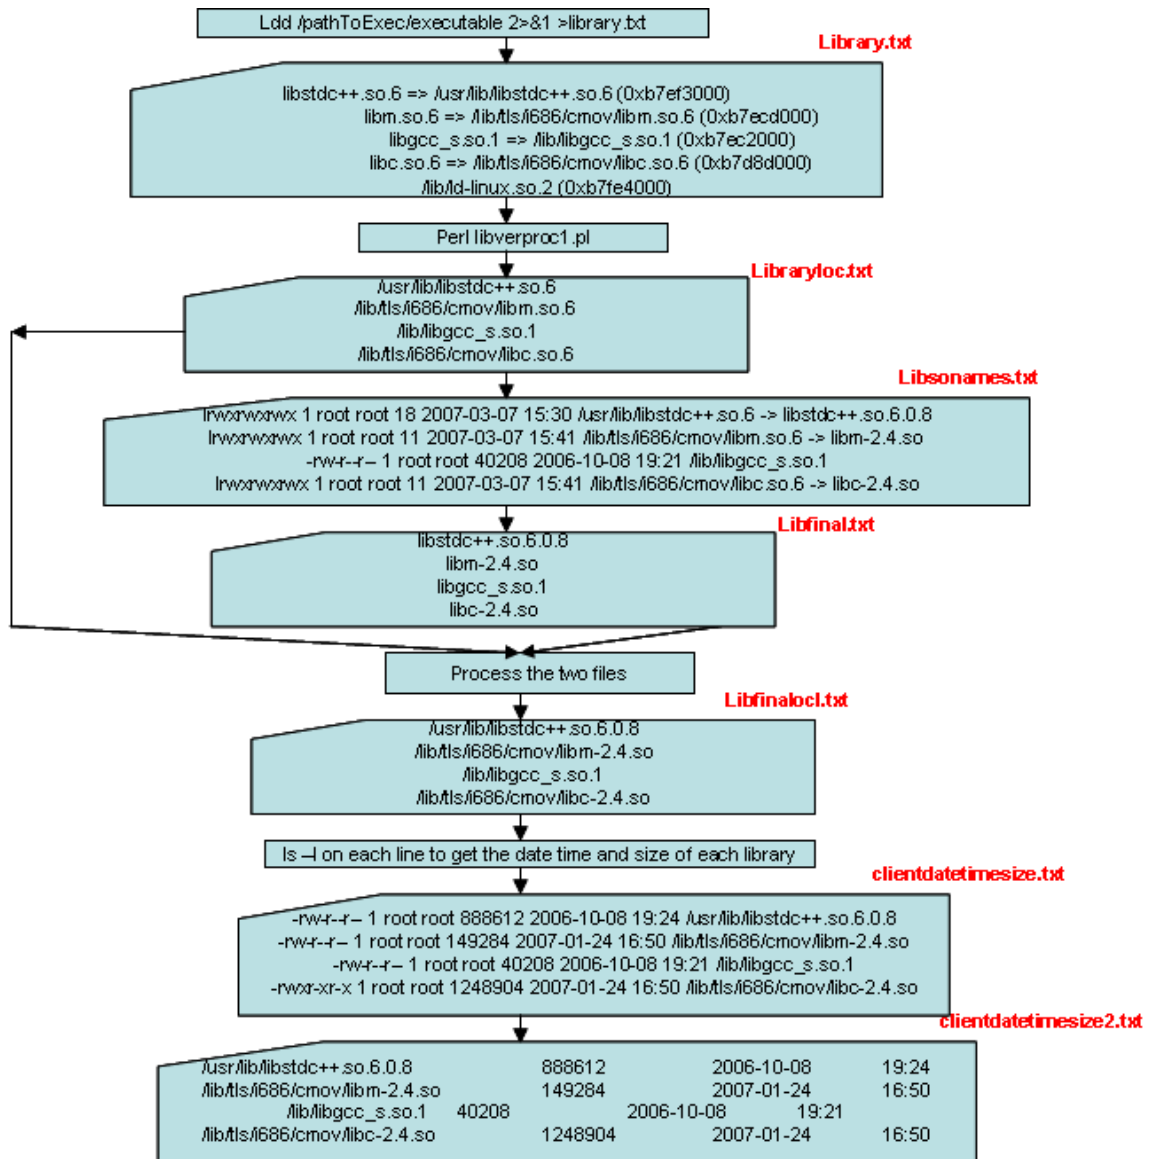 Ldd /pathToExec/executable 2>&1 >library.txt
Library.txt
libstdc++.so.6 => /usr/lib/libstdc++.so.6 (0xb7ef3000)
libm.so.6 => /lib/tls/i686/cmov/libm.so.6 (0xb7ecd000)
libgcc_s.so.1 => /lib/libgcc_s.so.1 (0xb7ec2000)
libc.so.6 => /lib/tls/i686/cmov/libc.so.6 (0xb7d8d000)
/lib/ld-linux.so.2 (0xb7fe4000)
Perl libverproc1.pl
Libraryloc.txt
/usr/lib/libstdc++.so.6
/lib/tls/i686/cmov/libm.so.6
/lib/libgcc_s.so.1
/lib/tls/i686/cmov/libc.so.6
Libsonames.txt
lrwxrwxrwx 1 root root 18 2007-03-07 15:30 /usr/lib/libstdc++.so.6 -> libstdc++.so.6.0.8
lrwxrwxrwx 1 root root 11 2007-03-07 15:41 /lib/tls/i686/cmov/libm.so.6 -> libm-2.4.so
-rw-r--r-- 1 root root 40208 2006-10-08 19:21 /lib/libgcc_s.so.1
lrwxrwxrwx 1 root root 11 2007-03-07 15:41 /lib/tls/i686/cmov/libc.so.6 -> libc-2.4.so
Libfinal.txt
libstdc++.so.6.0.8
libm-2.4.so
libgcc_s.so.1
libc-2.4.so
Process the two files
Libfinalocl.txt
/usr/lib/libstdc++.so.6.0.8
/lib/tls/i686/cmov/libm-2.4.so
/lib/libgcc_s.so.1
/lib/tls/i686/cmov/libc-2.4.so
ls –l on each line to get the date time and size of each library
clientdatetimesize.txt
-rw-r--r– 1 root root 888612 2006-10-08 19:24 /usr/lib/libstdc++.so.6.0.8
-rw-r--r– 1 root root 149284 2007-01-24 16:50 /lib/tls/i686/cmov/libm-2.4.so
-rw-r--r– 1 root root 40208 2006-10-08 19:21 /lib/libgcc_s.so.1
-rwxr-xr-x 1 root root 1248904 2007-01-24 16:50 /lib/tls/i686/cmov/libc-2.4.so
clientdatetimesize2.txt
/usr/lib/libstdc++.so.6.0.8 888612 2006-10-08 19:24
/lib/tls/i686/cmov/libm-2.4.so 149284 2007-01-24 16:50
/lib/libgcc_s.so.1 40208 2006-10-08 19:21
/lib/tls/i686/cmov/libc-2.4.so 1248904 2007-01-24 16:50